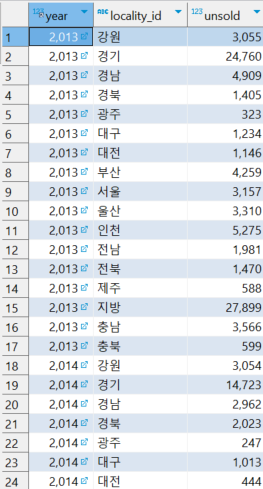 123 year abc locality_id 123 unsold
1 2,013 강원 3,055
2 2,013 경기 24,760
3 2,013 경남 4,909
4 2,013 경북 1,405
5 2,013 광주 323
6 2,013 대구 1,234
7 2,013 대전 1,146
8 2,013 부산 4,259
9 2,013 서울 3,157
10 2,013 울산 3,310
11 2,013 인천 5,275
12 2,013 전남 1,981
13 2,013 전북 1,470
14 2,013 제주 588
15 2,013 지방 27,899
16 2,013 충남 3,566
17 2,013 충북 599
18 2,014 강원 3,054
19 2,014 경기 14,723
20 2,014 경남 2,962
21 2,014 경북 2,023
22 2,014 광주 247
23 2,014 대구 1,013
24 2,014 대전 444